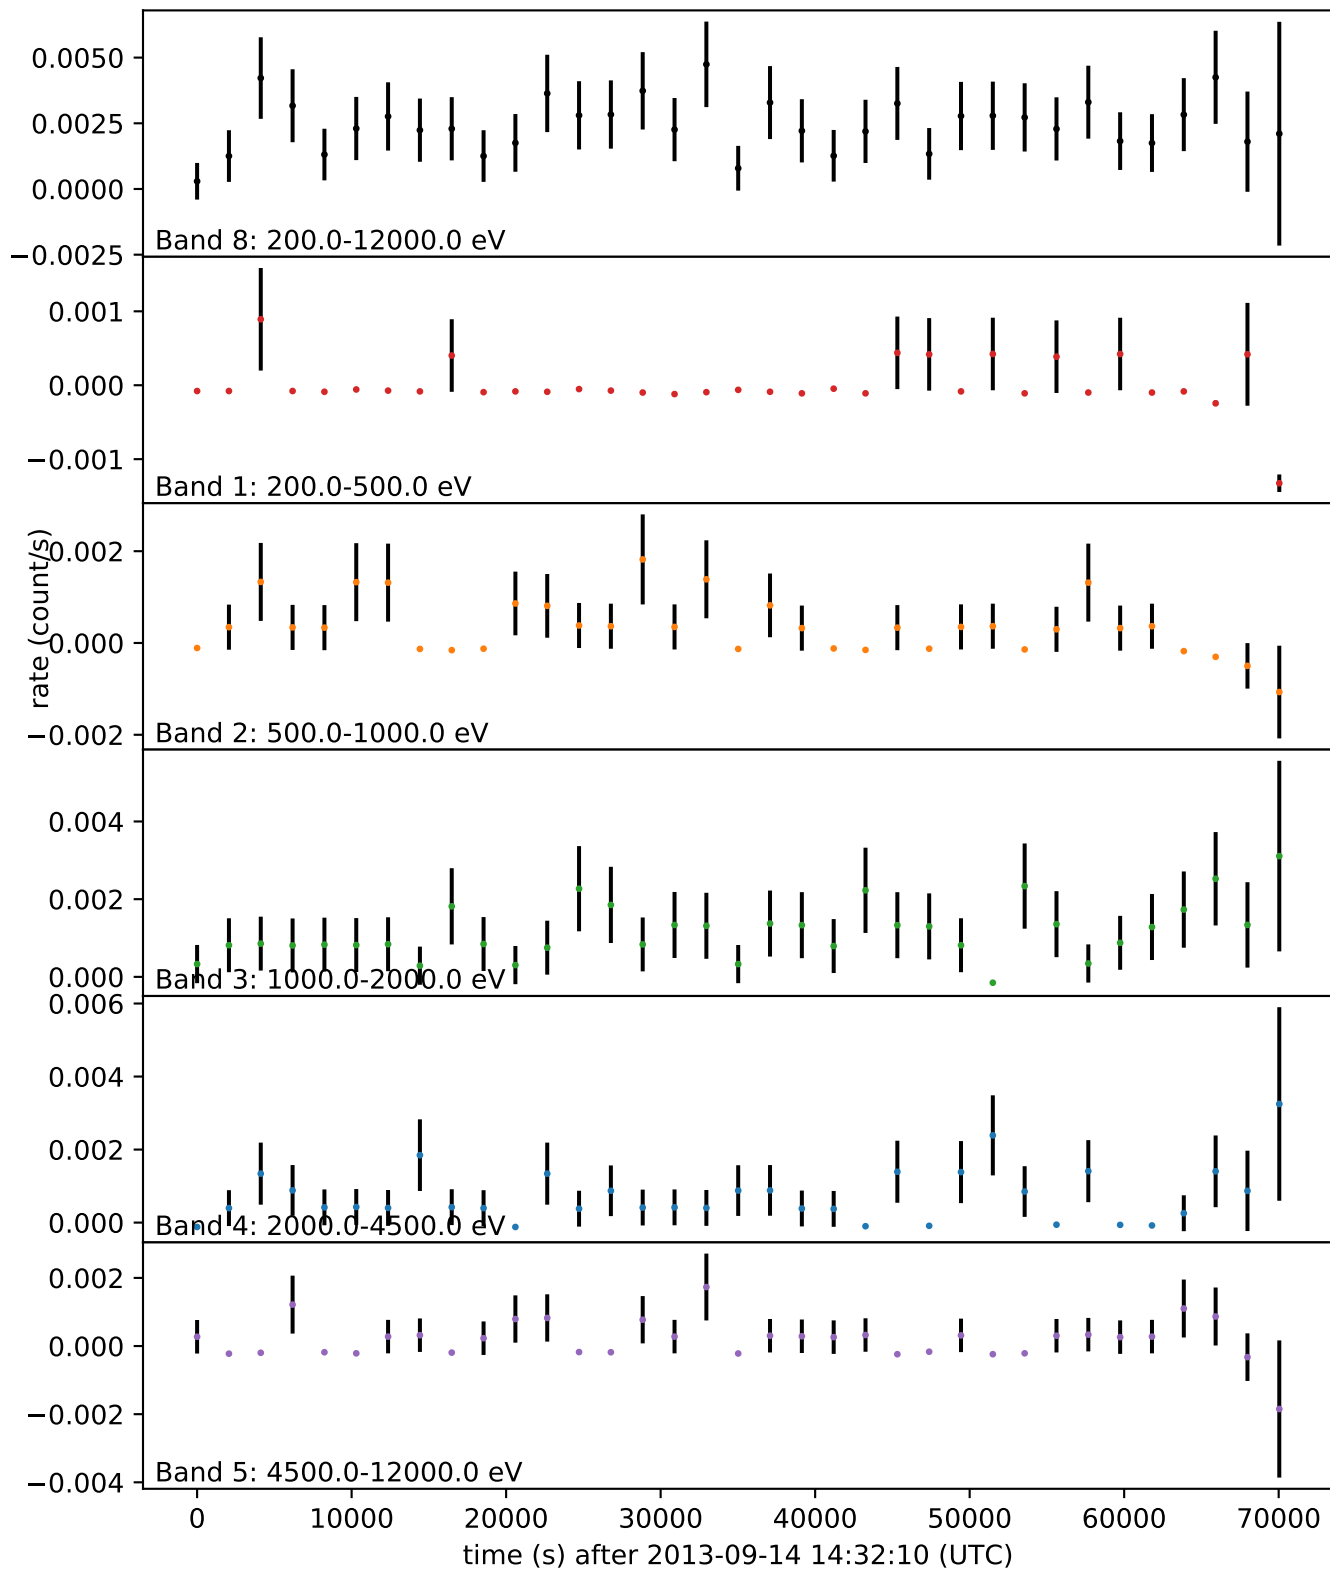 0.0050
0.0025
0.0000
−0.0025
Band 8: 200.0-12000.0 eV
0.001
0.000
−0.001
Band 1: 200.0-500.0 eV
rate (count/s)
0.002
0.000
−0.002
Band 2: 500.0-1000.0 eV
0.004
0.002
0.000
Band 3: 1000.0-2000.0 eV
0.006
0.004
0.002
0.000
Band 4: 2000.0-4500.0 eV
0.002
0.000
−0.002
−0.004
Band 5: 4500.0-12000.0 eV
0 10000 20000 30000 40000 50000 60000 70000
time (s) after 2013-09-14 14:32:10 (UTC)